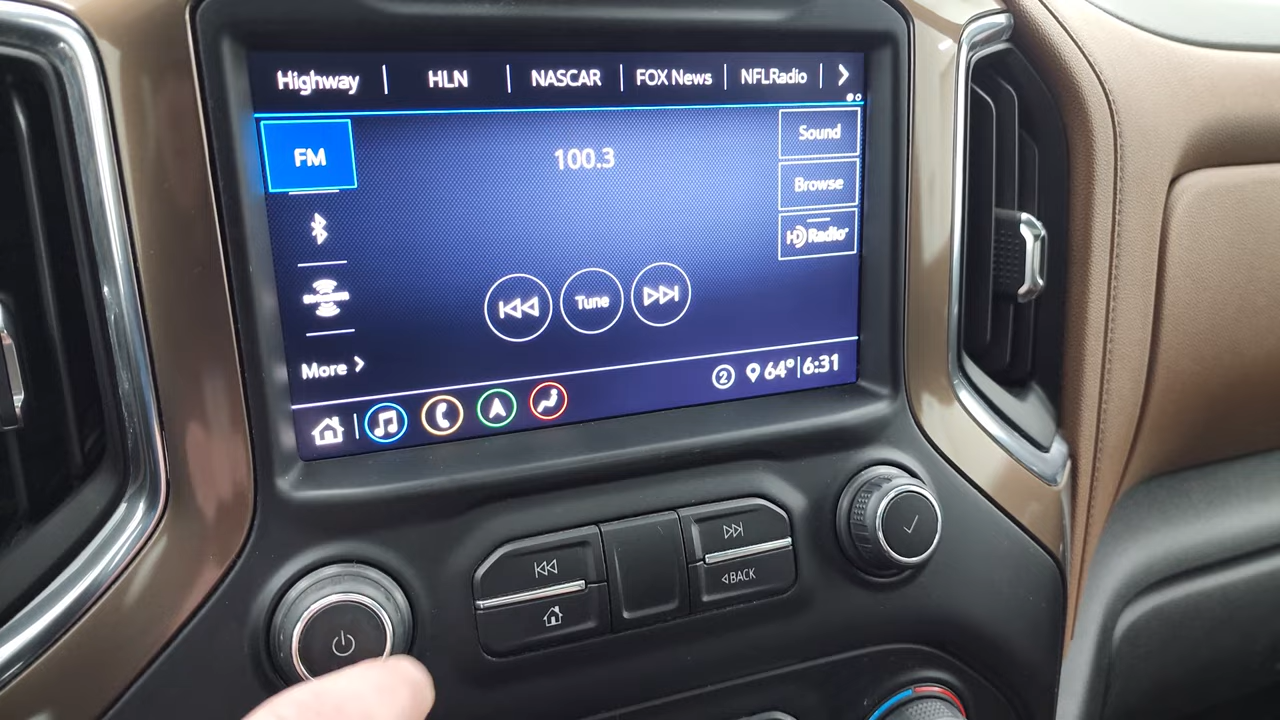 Highway | HLN | NASCAR | FOX News | NFLRadio
FM
100.3
Sound
Browse
HD Radio
Tune
More
2 64° 6:31
BACK